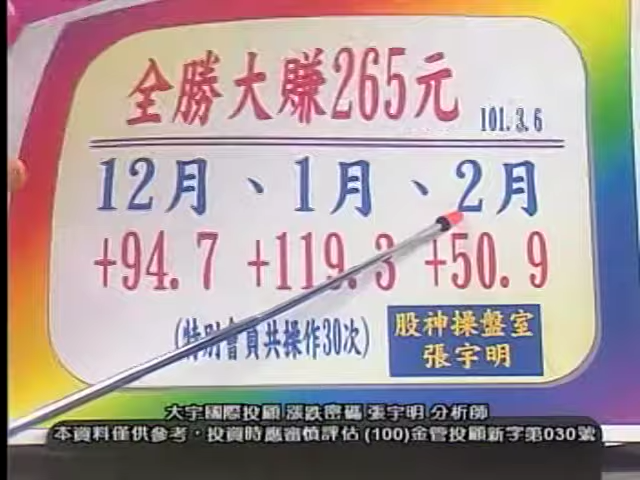 全勝大賺265元
101.3.6
12月、1月、2月
+94.7 +119.3 +50.9
(特別會員共操作30次)
股神操盤室
張宇明
大宇國際投顧 漲跌密碼 張宇明 分析師
本資料僅供參考，投資時應審慎評估 (100)金管投顧新字第030號